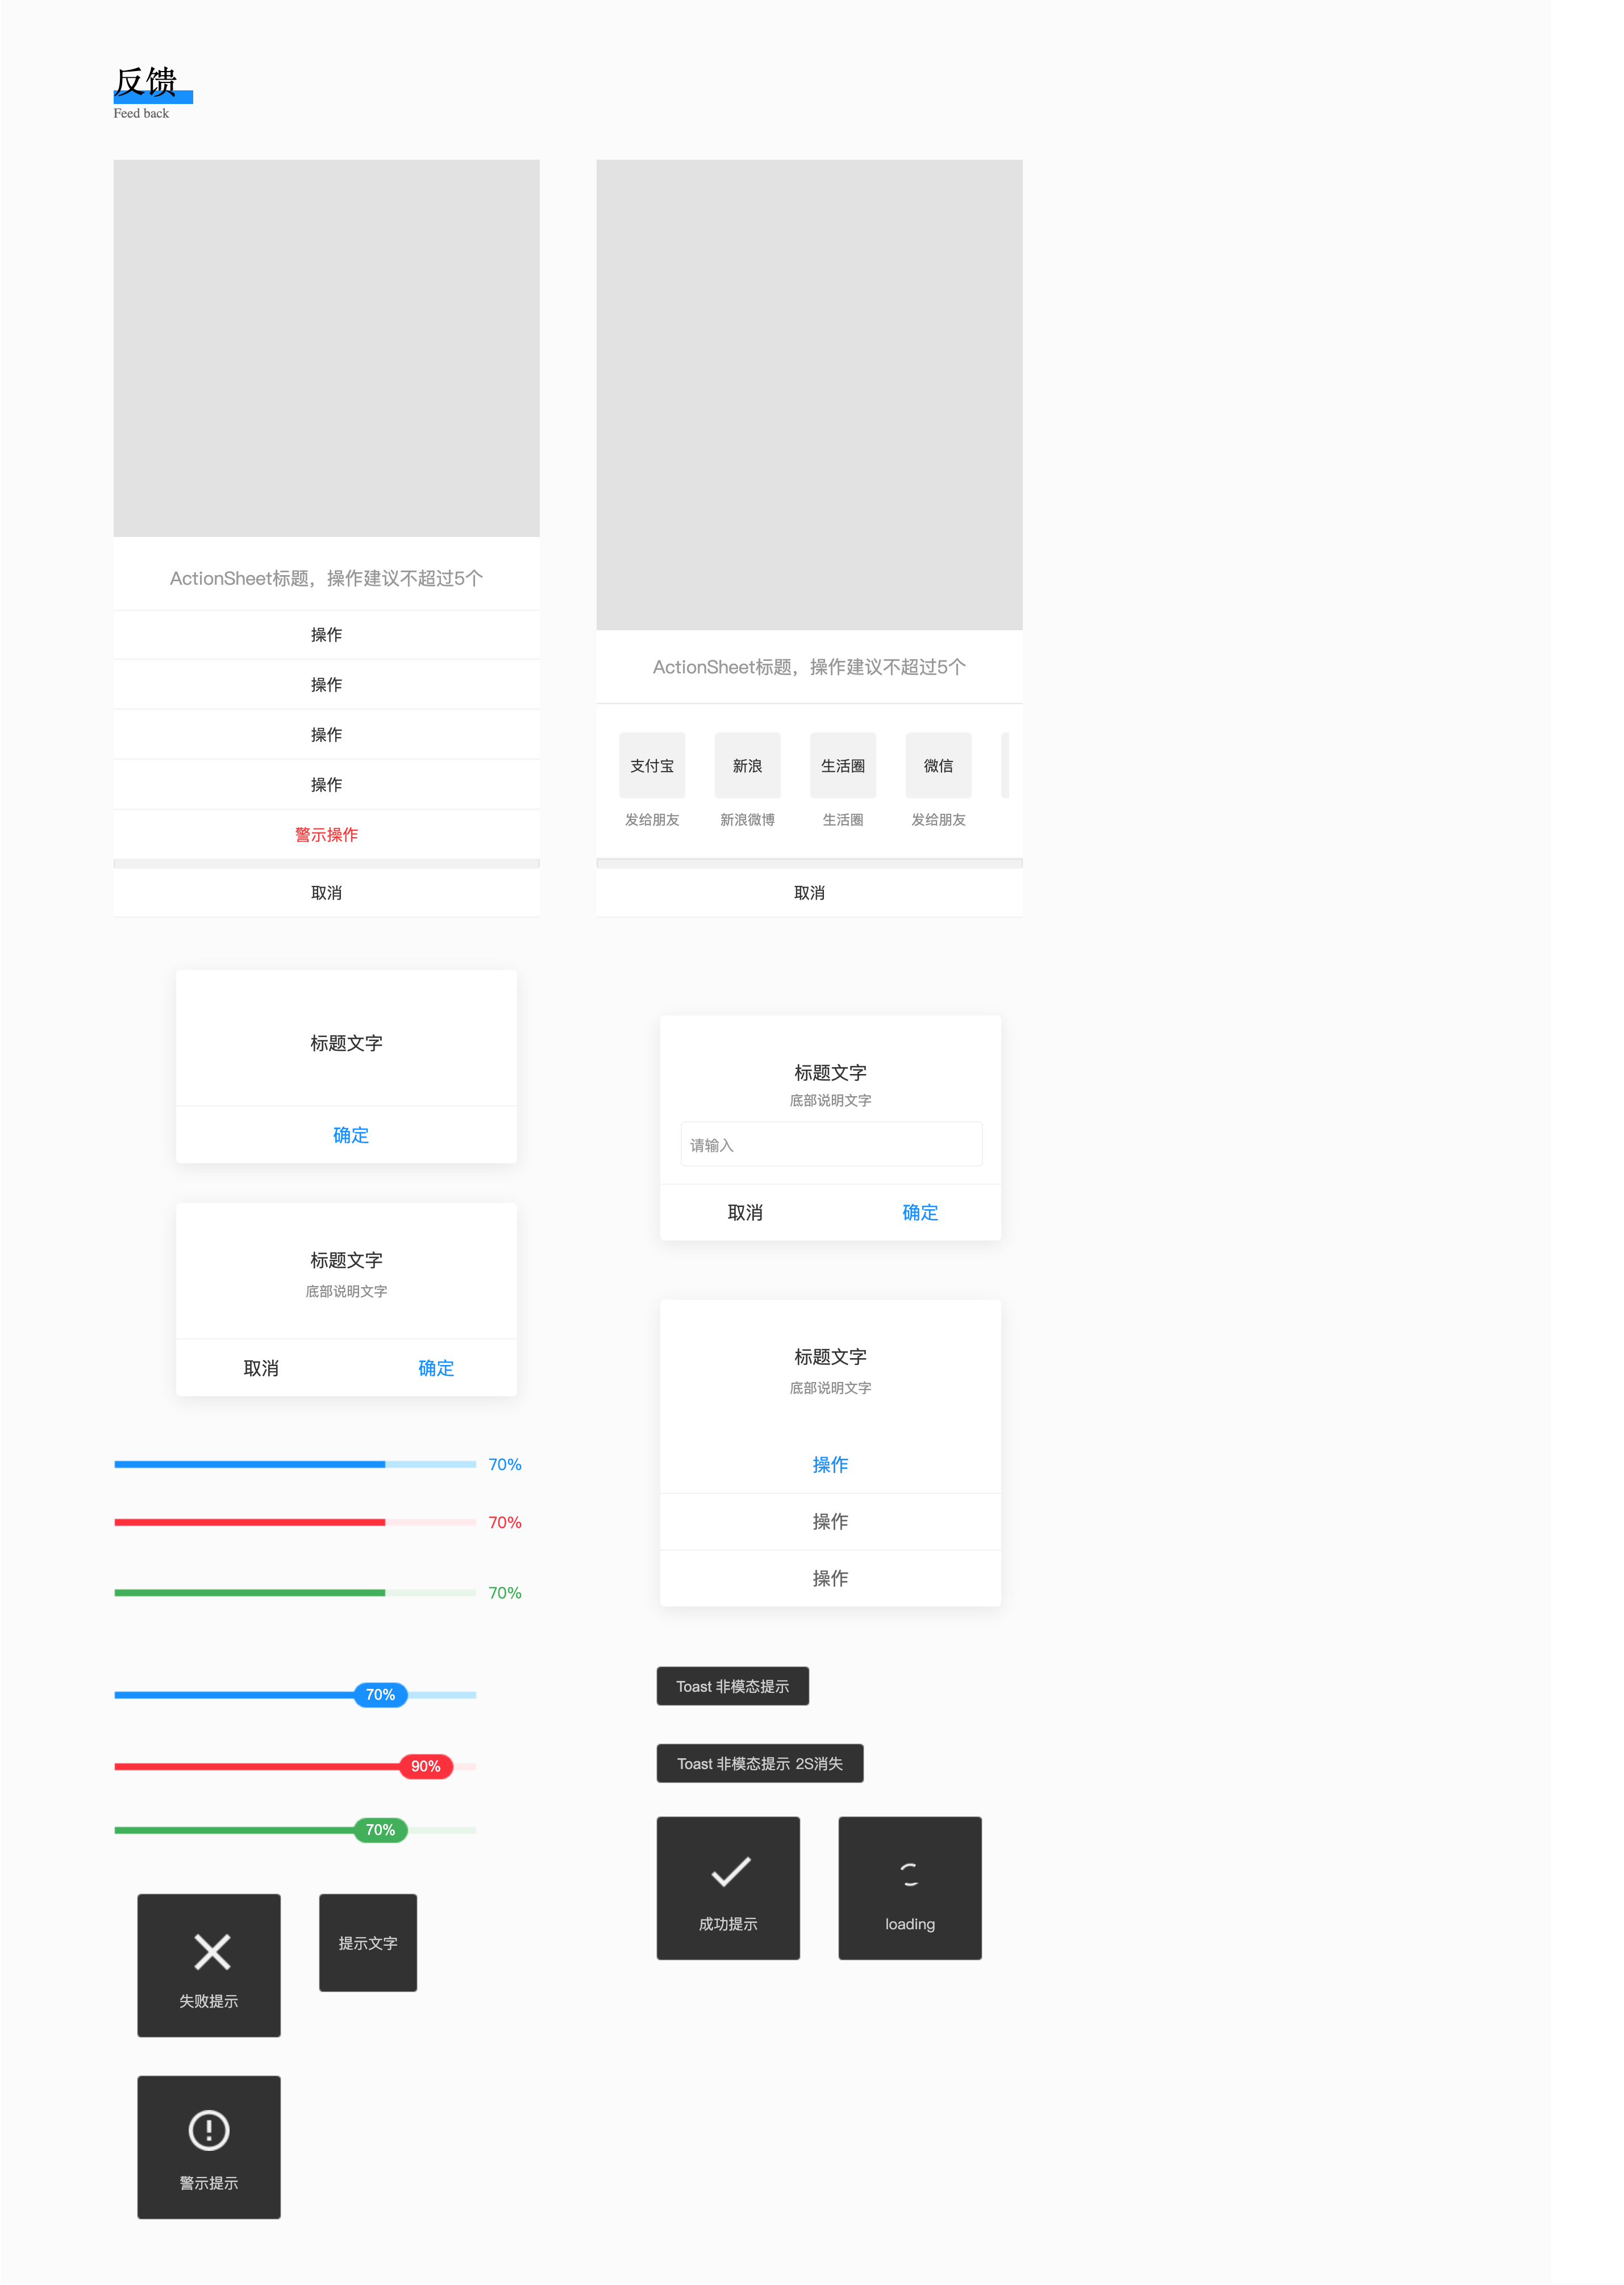 反馈
Feed back
ActionSheet标题，操作建议不超过5个
操作
操作
操作
操作
警示操作
取消
ActionSheet标题，操作建议不超过5个
支付宝 新浪 生活圈 微信
发给朋友 新浪微博 生活圈 发给朋友
取消
标题文字
确定
标题文字
底部说明文字
取消 确定
标题文字
底部说明文字
请输入
取消 确定
标题文字
底部说明文字
操作
操作
操作
70%
70%
70%
70%
90%
70%
Toast 非模态提示
Toast 非模态提示 2S消失
成功提示
loading
失败提示
提示文字
警示提示